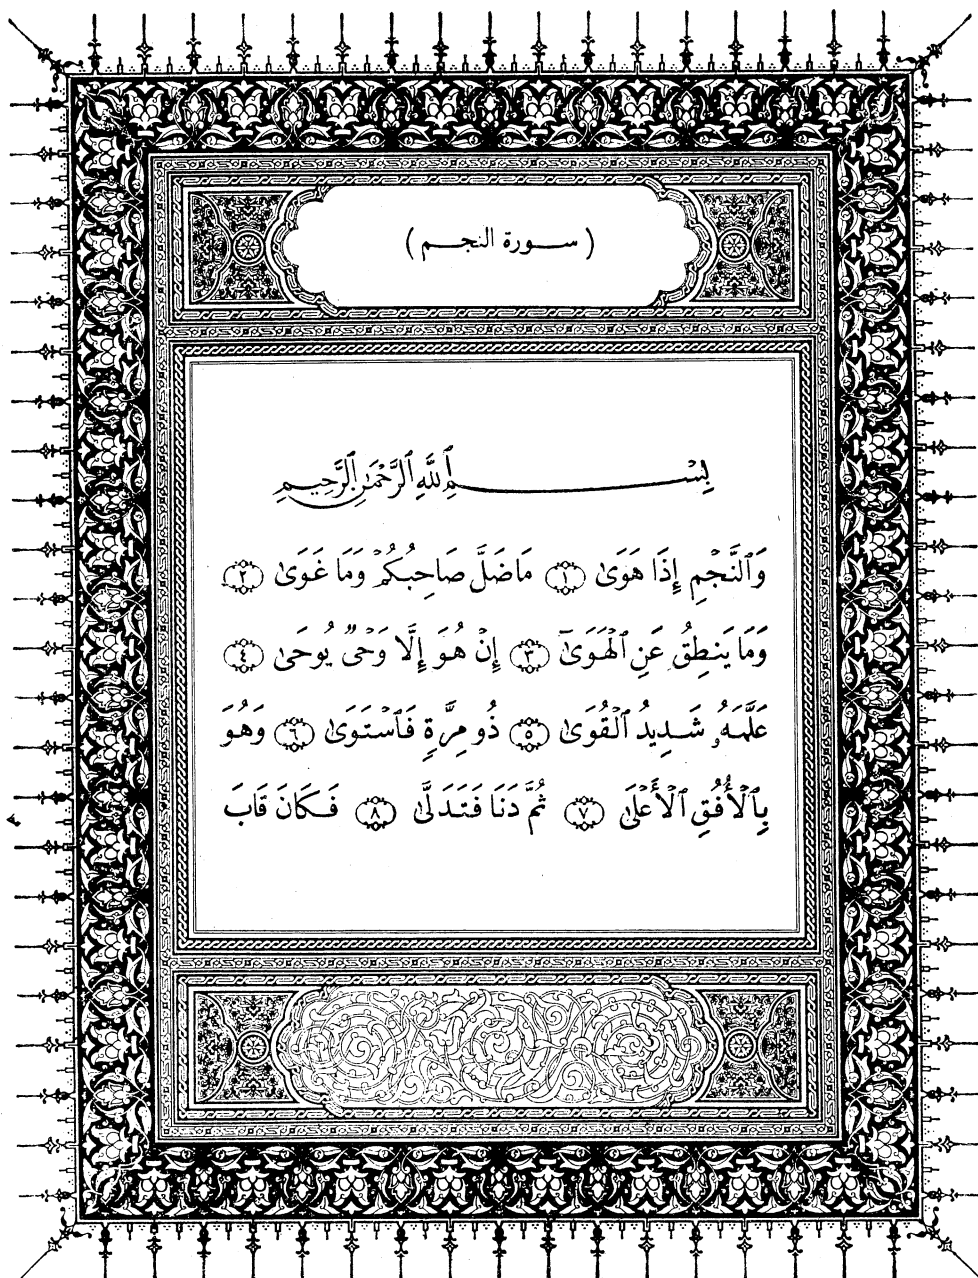 ( سورة النجم )
بِسْمِ ٱللَّهِ ٱلرَّحْمَٰنِ ٱلرَّحِيمِ
وَٱلنَّجْمِ إِذَا هَوَىٰ ۝١ مَا ضَلَّ صَاحِبُكُمْ وَمَا غَوَىٰ ۝٢
وَمَا يَنطِقُ عَنِ ٱلْهَوَىٰٓ ۝٣ إِنْ هُوَ إِلَّا وَحْىٌ يُوحَىٰ ۝٤
عَلَّمَهُۥ شَدِيدُ ٱلْقُوَىٰ ۝٥ ذُو مِرَّةٍ فَٱسْتَوَىٰ ۝٦ وَهُوَ
بِٱلْأُفُقِ ٱلْأَعْلَىٰ ۝٧ ثُمَّ دَنَا فَتَدَلَّىٰ ۝٨ فَكَانَ قَابَ